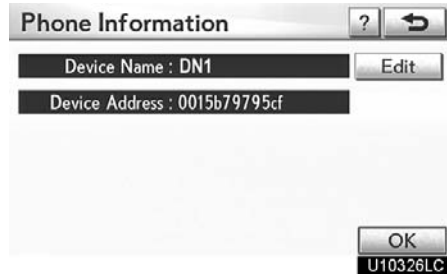 Phone Information ?
Device Name : DN1 Edit
Device Address : 0015b79795cf
OK
U10326LC